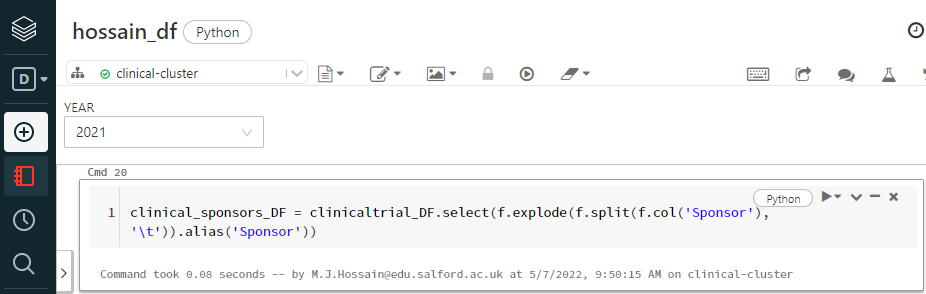 hossain_df Python
D
clinical-cluster
YEAR
2021
Cmd 20
Python
1 clinical_sponsors_DF = clinicaltrial_DF.select(f.explode(f.split(f.col('Sponsor'),
'\t')).alias('Sponsor'))
Command took 0.08 seconds -- by M.J.Hossain@edu.salford.ac.uk at 5/7/2022, 9:50:15 AM on clinical-cluster